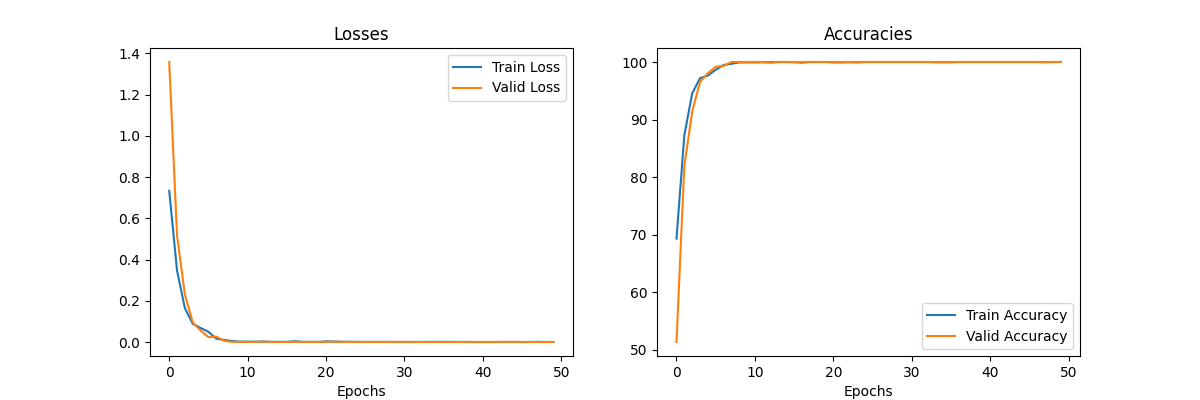 Losses
1.4
1.2
1.0
0.8
0.6
0.4
0.2
0.0
0 10 20 30 40 50
Epochs
Train Loss
Valid Loss
Accuracies
100
90
80
70
60
50
0 10 20 30 40 50
Epochs
Train Accuracy
Valid Accuracy